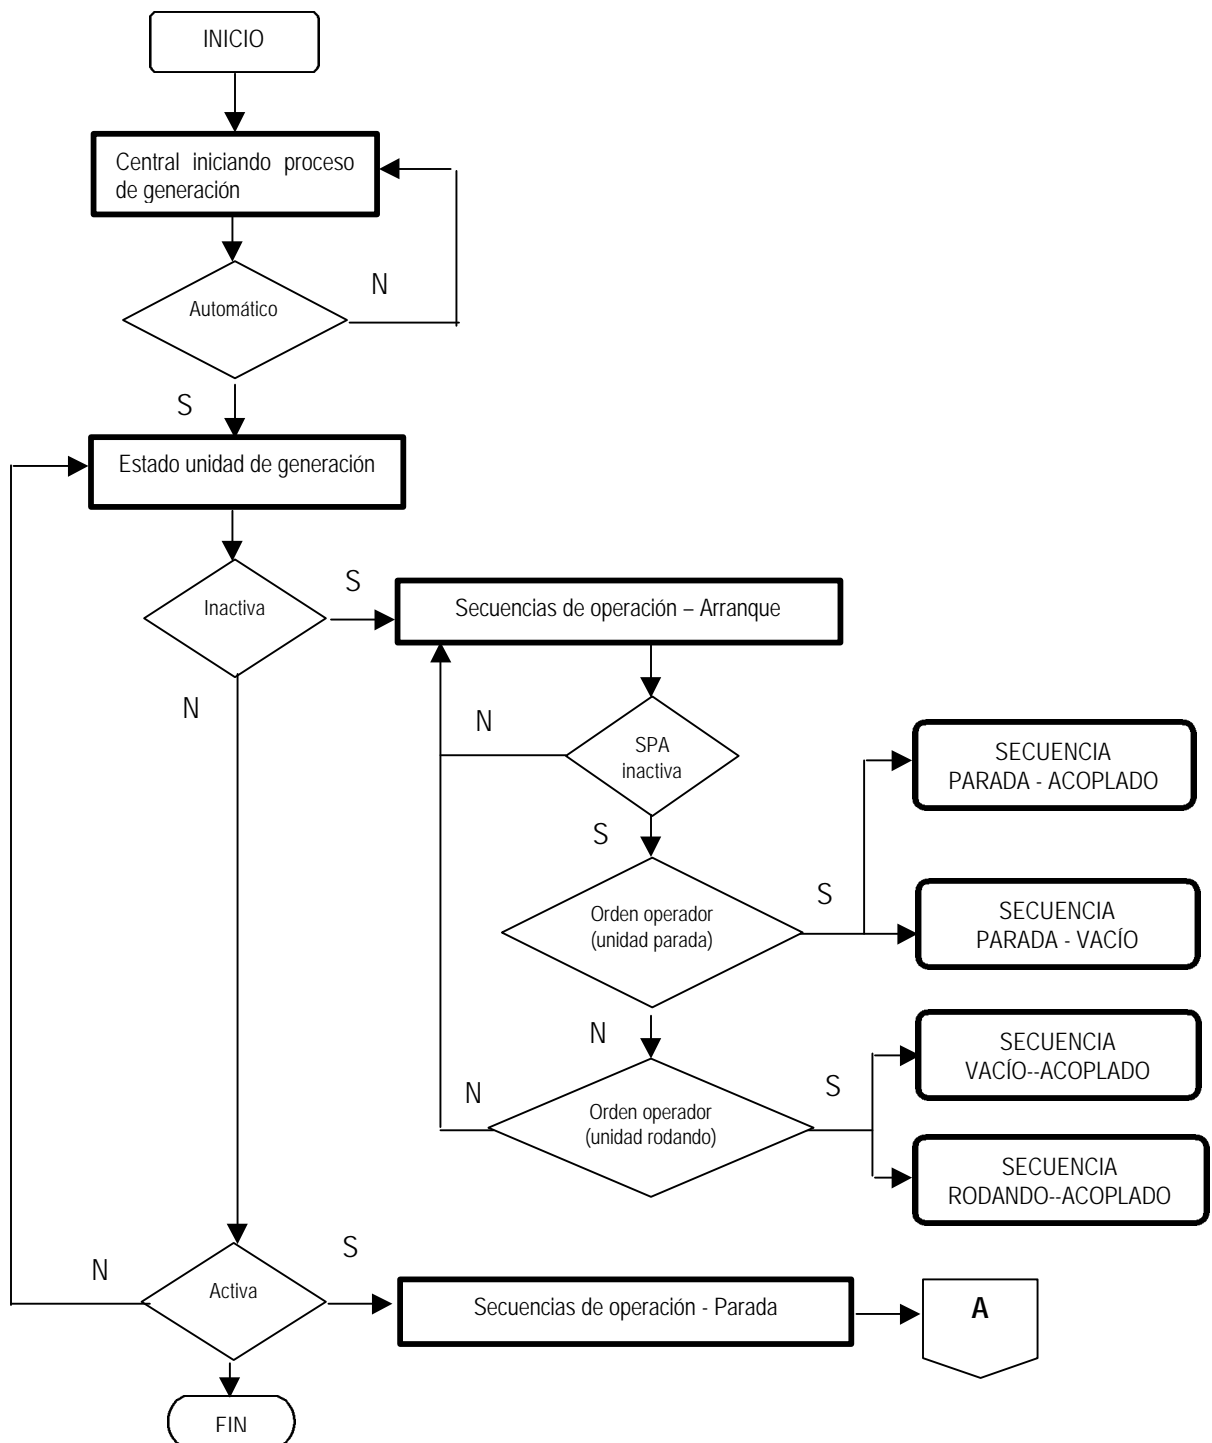 INICIO
Central iniciando proceso
de generación
N
Automático
S
Estado unidad de generación
S
Inactiva
Secuencias de operación – Arranque
N
N
SPA
inactiva
SECUENCIA
PARADA - ACOPLADO
S
S
Orden operador
(unidad parada)
SECUENCIA
PARADA - VACÍO
N
SECUENCIA
VACÍO--ACOPLADO
N
S
Orden operador
(unidad rodando)
SECUENCIA
RODANDO--ACOPLADO
S
N
Activa
Secuencias de operación - Parada
A
FIN